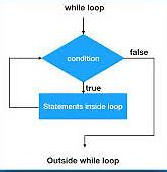 while loop
condition
false
true
Statements inside loop
Outside while loop